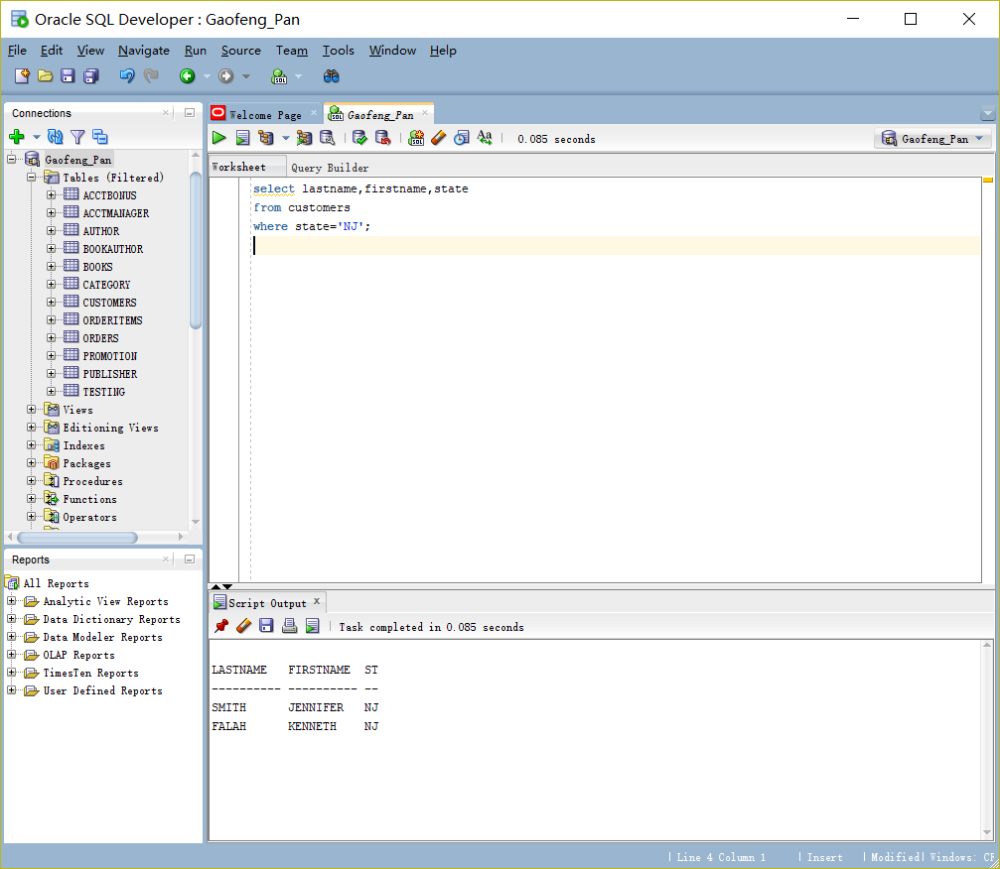 Oracle SQL Developer : Gaofeng_Pan
File Edit View Navigate Run Source Team Tools Window Help
Connections
Gaofeng_Pan
Tables (Filtered)
ACCTBONUS
ACCTMANAGER
AUTHOR
BOOKAUTHOR
BOOKS
CATEGORY
CUSTOMERS
ORDERITEMS
ORDERS
PROMOTION
PUBLISHER
TESTING
Views
Editioning Views
Indexes
Packages
Procedures
Functions
Operators
Reports
All Reports
Analytic View Reports
Data Dictionary Reports
Data Modeler Reports
OLAP Reports
TimesTen Reports
User Defined Reports
Welcome Page Gaofeng_Pan
0.085 seconds Gaofeng_Pan
Worksheet Query Builder
select lastname,firstname,state
from customers
where state='NJ';
Script Output
Task completed in 0.085 seconds
LASTNAME FIRSTNAME ST
---------- ---------- --
SMITH JENNIFER NJ
FALAH KENNETH NJ
Line 4 Column 1 Insert Modified Windows: